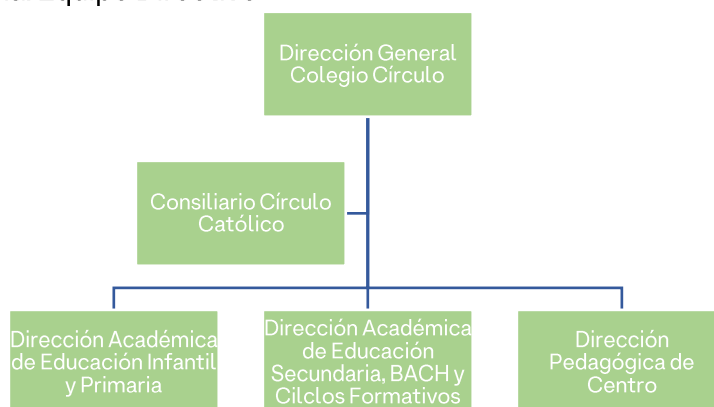 Dirección General
Colegio Círculo
Consiliario Círculo
Católico
Dirección Académica
de Educación Infantil
y Primaria
Dirección Académica
de Educación
Secundaria, BACH y
Cilclos Formativos
Dirección
Pedagógica de
Centro